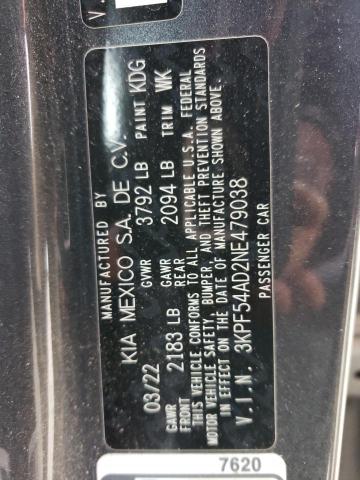 MANUFACTURED BY
KIA MEXICO S.A. DE C.V.
03/22 GVWR 3792 LB PAINT KDG
GAWR FRONT 2183 LB GAWR REAR 2094 LB TRIM WK
THIS VEHICLE CONFORMS TO ALL APPLICABLE U.S.A. FEDERAL
MOTOR VEHICLE SAFETY, BUMPER, AND THEFT PREVENTION STANDARDS
IN EFFECT ON THE DATE OF MANUFACTURE SHOWN ABOVE.
V.I.N. 3KPF54AD2NE479038
PASSENGER CAR
7620